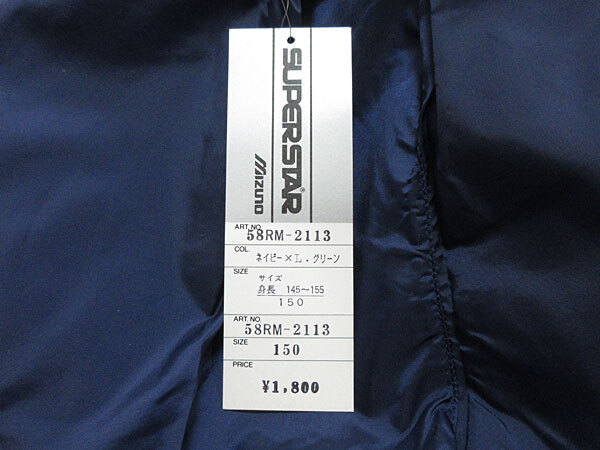 SUPERSTAR®
MIZUNO
ART.NO.
58RM-2113
COL.
ネイビー×L.グリーン
SIZE
サイズ
身長 145~155
150
ART.NO.
58RM-2113
SIZE
150
PRICE
¥1,800